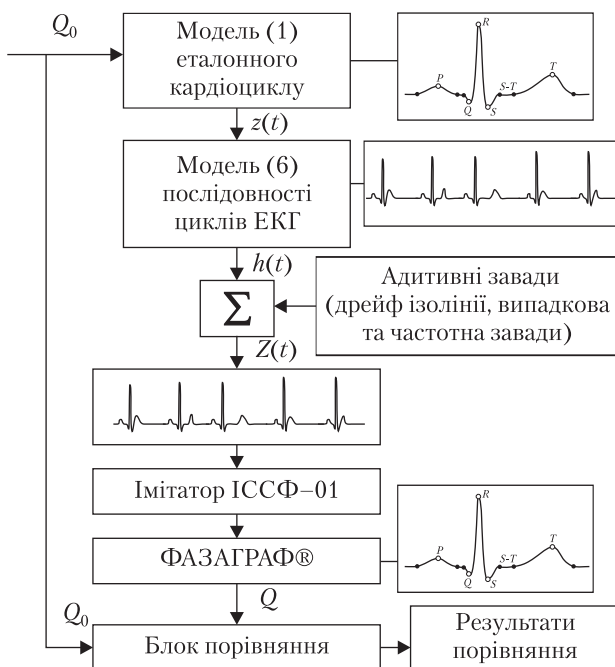 Q₀
Модель (1)
еталонного
кардіоциклу
R
P
Q
S
S-T
T
z(t)
Модель (6)
послідовності
циклів ЕКГ
h(t)
Σ
Адитивні завади
(дрейф ізолінії, випадкова
та частотна завади)
Z(t)
Імітатор ІССФ–01
ФАЗАГРАФ®
R
P
Q
S
S-T
T
Q
Q₀
Блок порівняння
Результати
порівняння